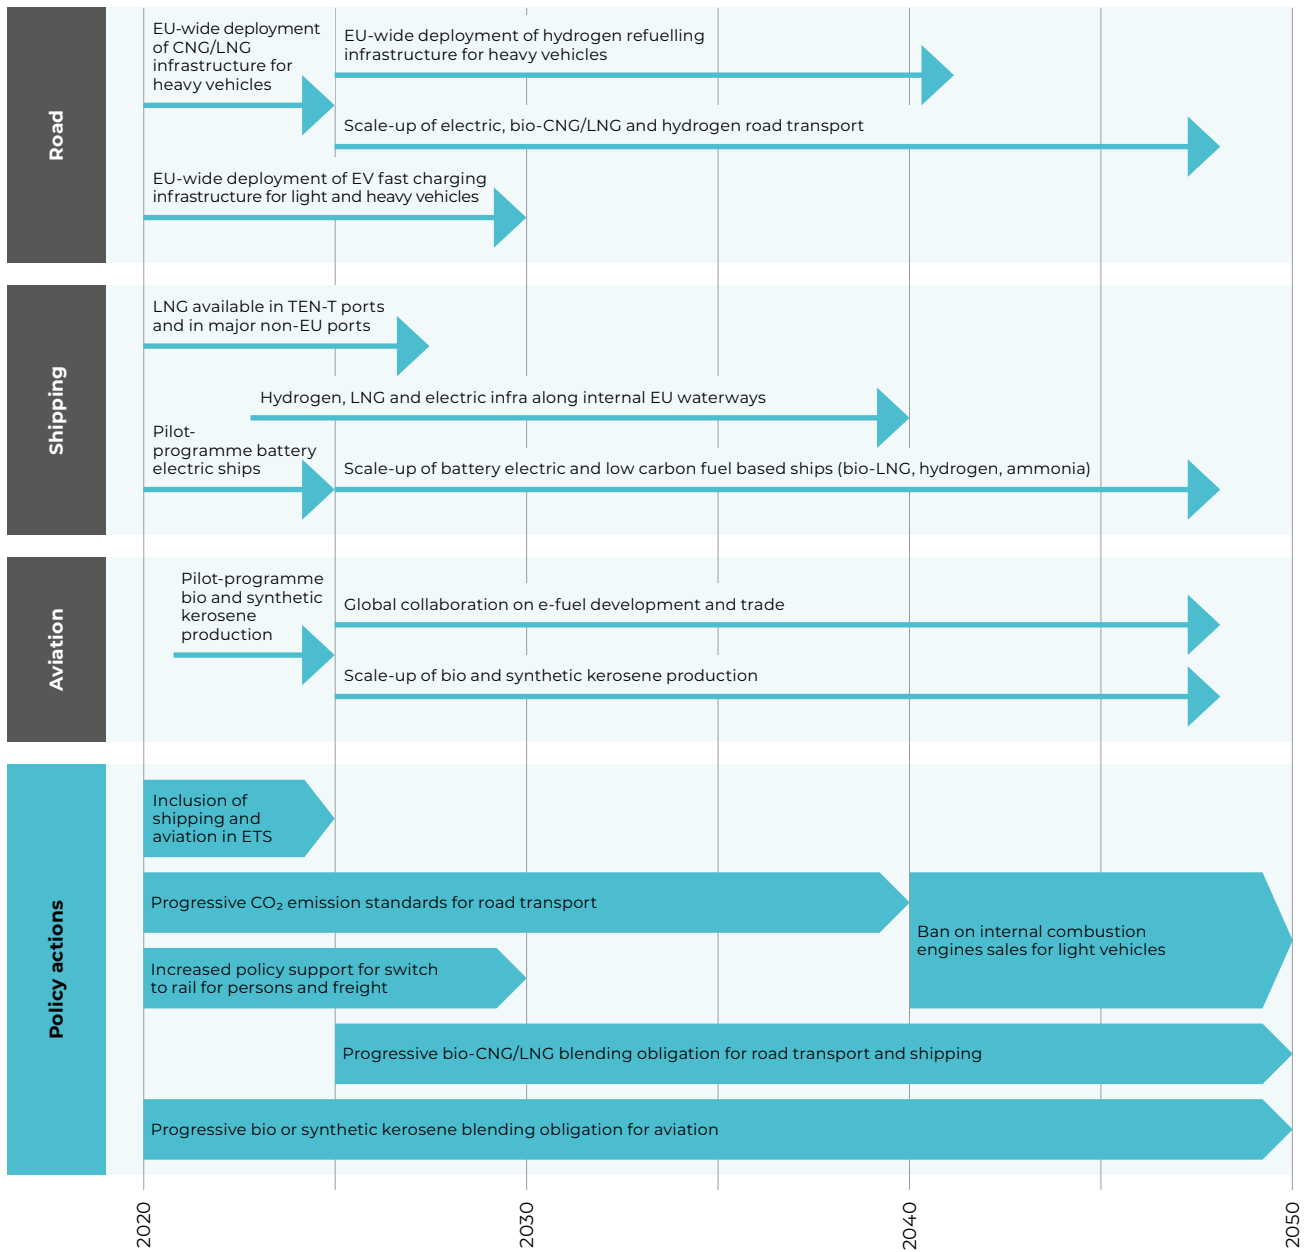 Road
EU-wide deployment
of CNG/LNG
infrastructure for
heavy vehicles
EU-wide deployment of hydrogen refuelling
infrastructure for heavy vehicles
Scale-up of electric, bio-CNG/LNG and hydrogen road transport
EU-wide deployment of EV fast charging
infrastructure for light and heavy vehicles
Shipping
LNG available in TEN-T ports
and in major non-EU ports
Hydrogen, LNG and electric infra along internal EU waterways
Pilot-
programme battery
electric ships
Scale-up of battery electric and low carbon fuel based ships (bio-LNG, hydrogen, ammonia)
Aviation
Pilot-programme
bio and synthetic
kerosene
production
Global collaboration on e-fuel development and trade
Scale-up of bio and synthetic kerosene production
Policy actions
Inclusion of
shipping and
aviation in ETS
Progressive CO₂ emission standards for road transport
Ban on internal combustion
engines sales for light vehicles
Increased policy support for switch
to rail for persons and freight
Progressive bio-CNG/LNG blending obligation for road transport and shipping
Progressive bio or synthetic kerosene blending obligation for aviation
2020
2030
2040
2050